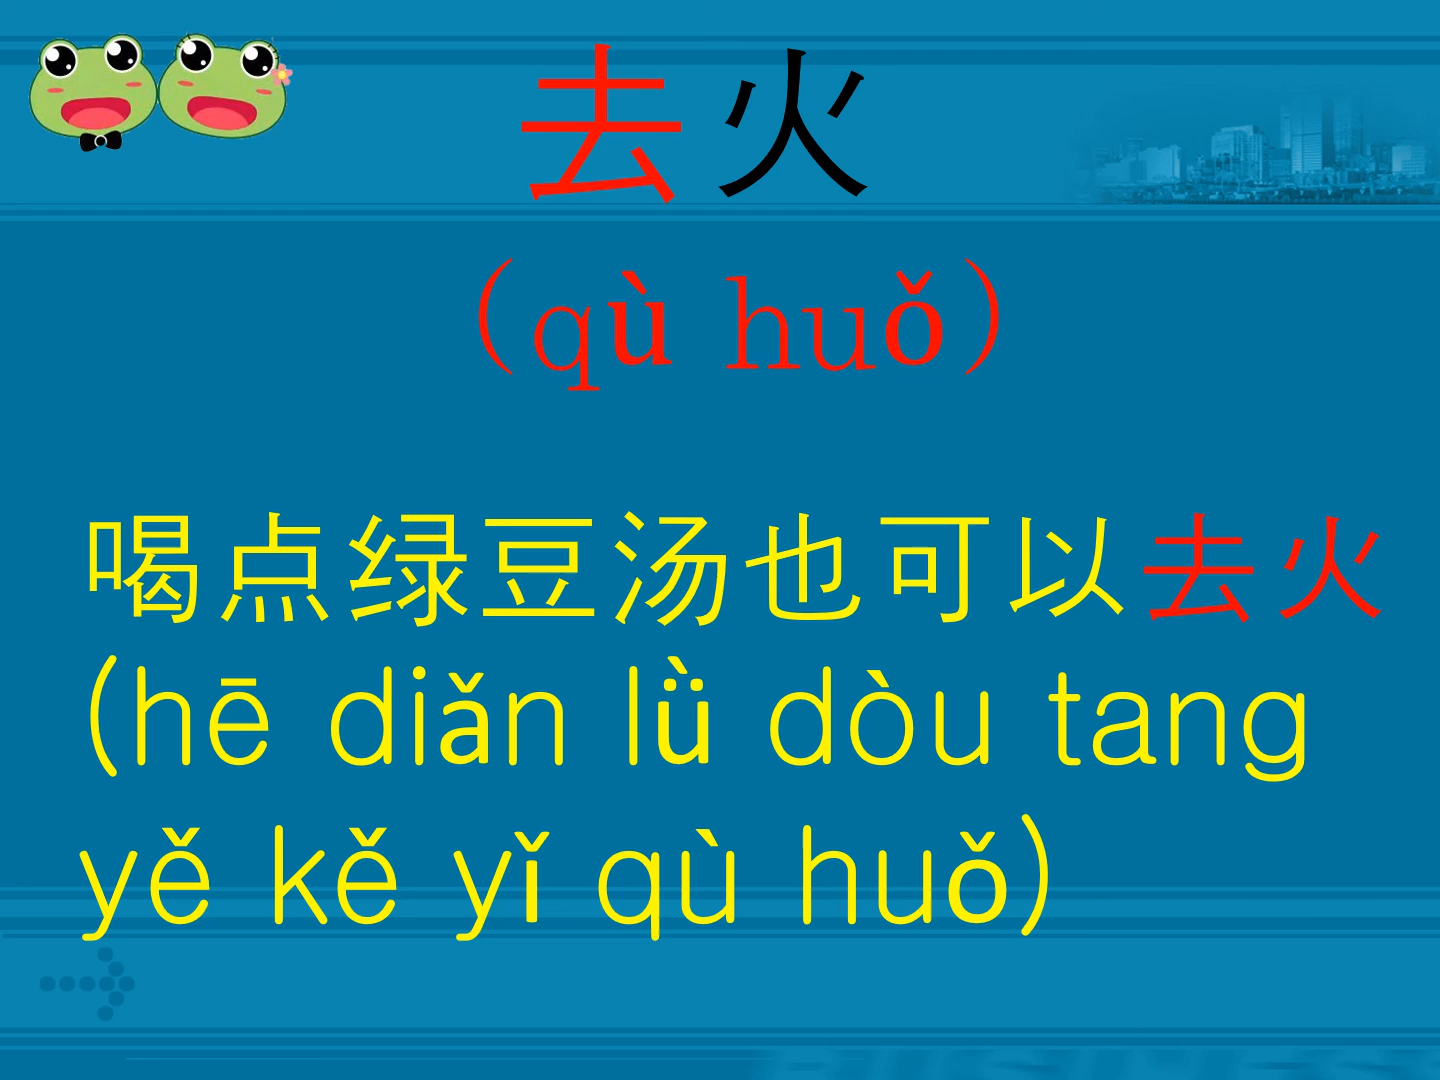 去火
（qù huǒ）
喝点绿豆汤也可以去火
(hē diǎn lǜ dòu tang
yě kě yǐ qù huǒ)